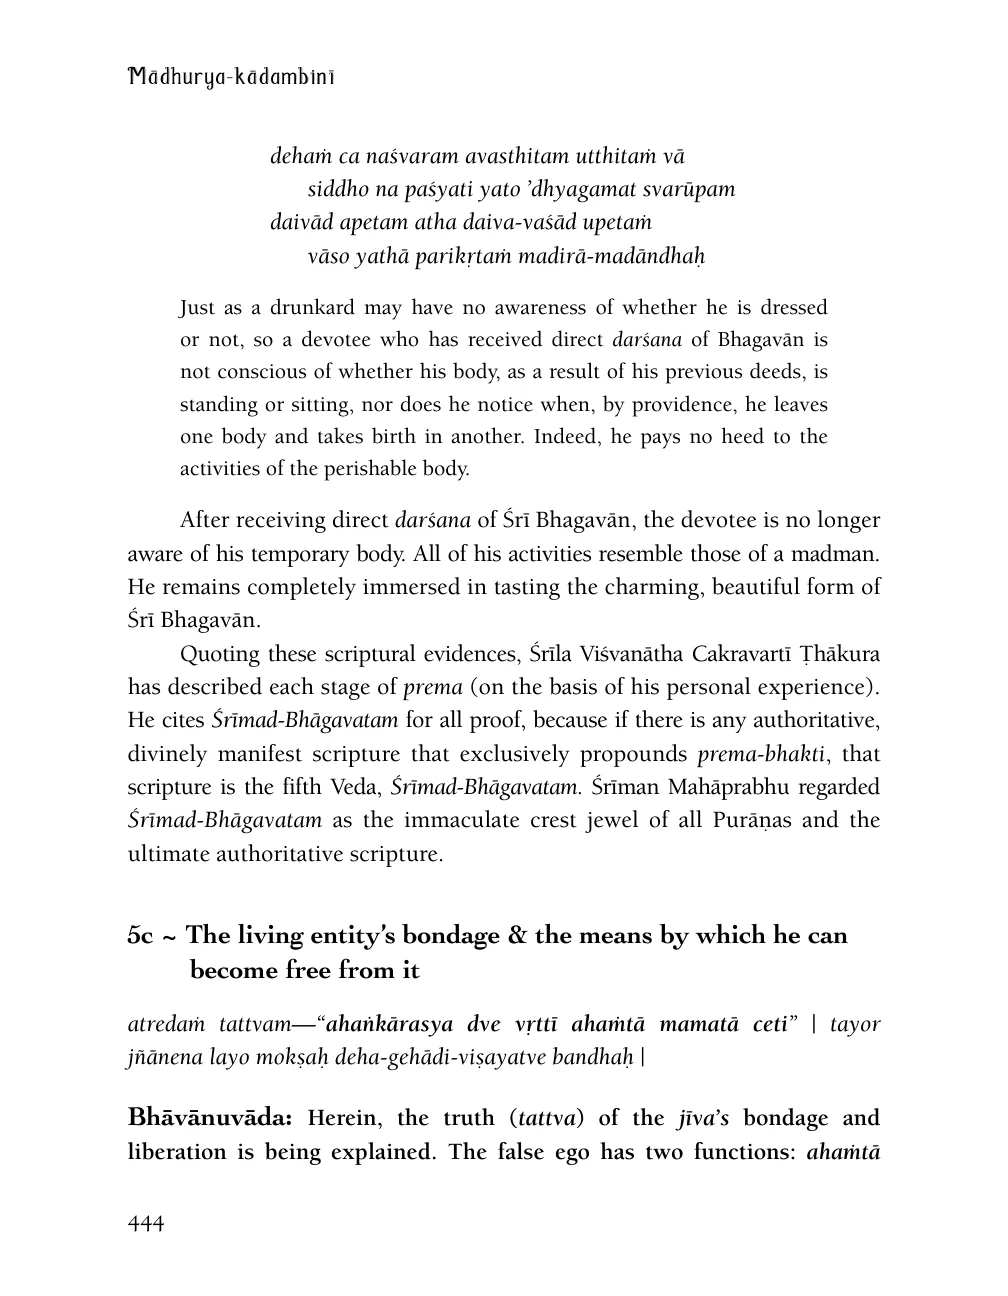 Mādhurya-kādambinī
dehaṁ ca naśvaram avasthitam utthitaṁ vā
siddho na paśyati yato ’dhyagamat svarūpam
daivād apetam atha daiva-vaśād upetaṁ
vāso yathā parikṛtaṁ madirā-madāndhaḥ
Just as a drunkard may have no awareness of whether he is dressed
or not, so a devotee who has received direct darśana of Bhagavān is
not conscious of whether his body, as a result of his previous deeds, is
standing or sitting, nor does he notice when, by providence, he leaves
one body and takes birth in another. Indeed, he pays no heed to the
activities of the perishable body.
After receiving direct darśana of Śrī Bhagavān, the devotee is no longer
aware of his temporary body. All of his activities resemble those of a madman.
He remains completely immersed in tasting the charming, beautiful form of
Śrī Bhagavān.
Quoting these scriptural evidences, Śrīla Viśvanātha Cakravartī Ṭhākura
has described each stage of prema (on the basis of his personal experience).
He cites Śrīmad-Bhāgavatam for all proof, because if there is any authoritative,
divinely manifest scripture that exclusively propounds prema-bhakti, that
scripture is the fifth Veda, Śrīmad-Bhāgavatam. Śrīman Mahāprabhu regarded
Śrīmad-Bhāgavatam as the immaculate crest jewel of all Purāṇas and the
ultimate authoritative scripture.
5c ~ The living entity’s bondage & the means by which he can
become free from it
atredaṁ tattvam—“ahaṅkārasya dve vṛttī ahaṁtā mamatā ceti” | tayor
jñānena layo mokṣaḥ deha-gehādi-viṣayatve bandhaḥ |
Bhāvānuvāda: Herein, the truth (tattva) of the jīva’s bondage and
liberation is being explained. The false ego has two functions: ahaṁtā
444